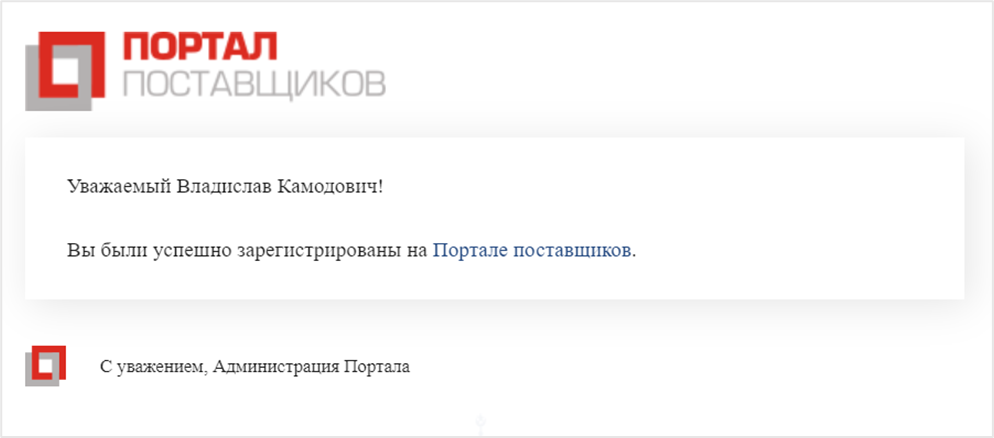 ПОРТАЛ
ПОСТАВЩИКОВ
Уважаемый Владислав Камодович!
Вы были успешно зарегистрированы на Портале поставщиков.
С уважением, Администрация Портала